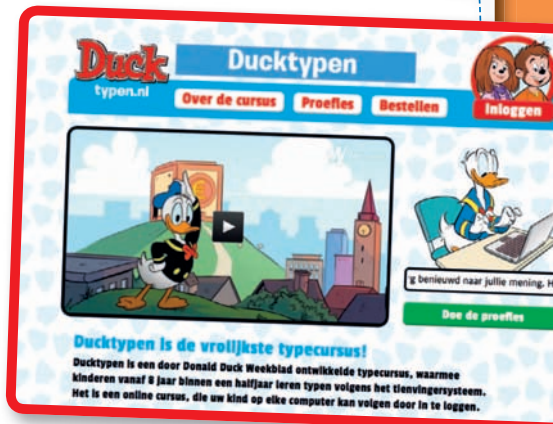 Duck
typen.nl
Ducktypen
Over de cursus
Proefles
Bestellen
Inloggen
'g benieuwd naar jullie mening. H
Doe de proefles
Ducktypen is de vrolijkste typecursus!
Ducktypen is een door Donald Duck Weekblad ontwikkelde typecursus, waarmee
kinderen vanaf 8 jaar binnen een halfjaar leren typen volgens het tienvingersysteem.
Het is een online cursus, die uw kind op elke computer kan volgen door in te loggen.